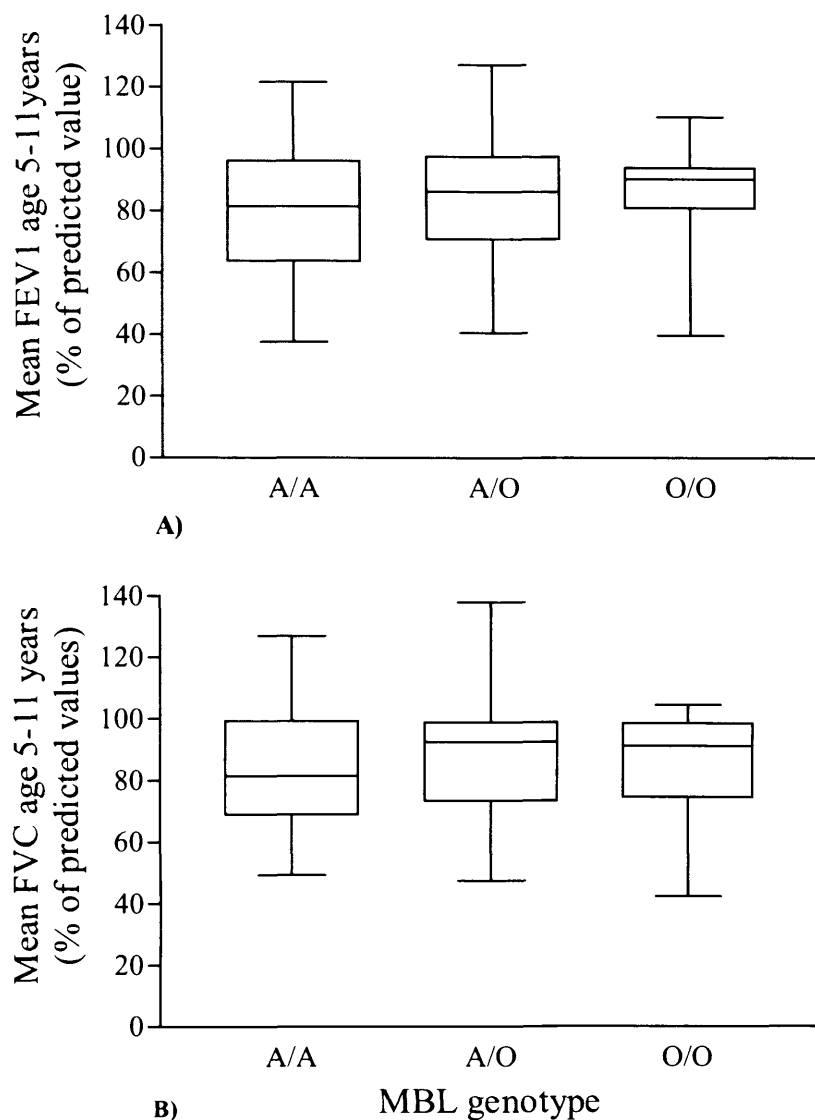 Mean FEV1 age 5-11years
(% of predicted value)
140
120
100
80
60
40
20
0
A/A A/O O/O
A)
Mean FVC age 5-11 years
(% of predicted values)
140
120
100
80
60
40
20
0
A/A A/O O/O
B) MBL genotype